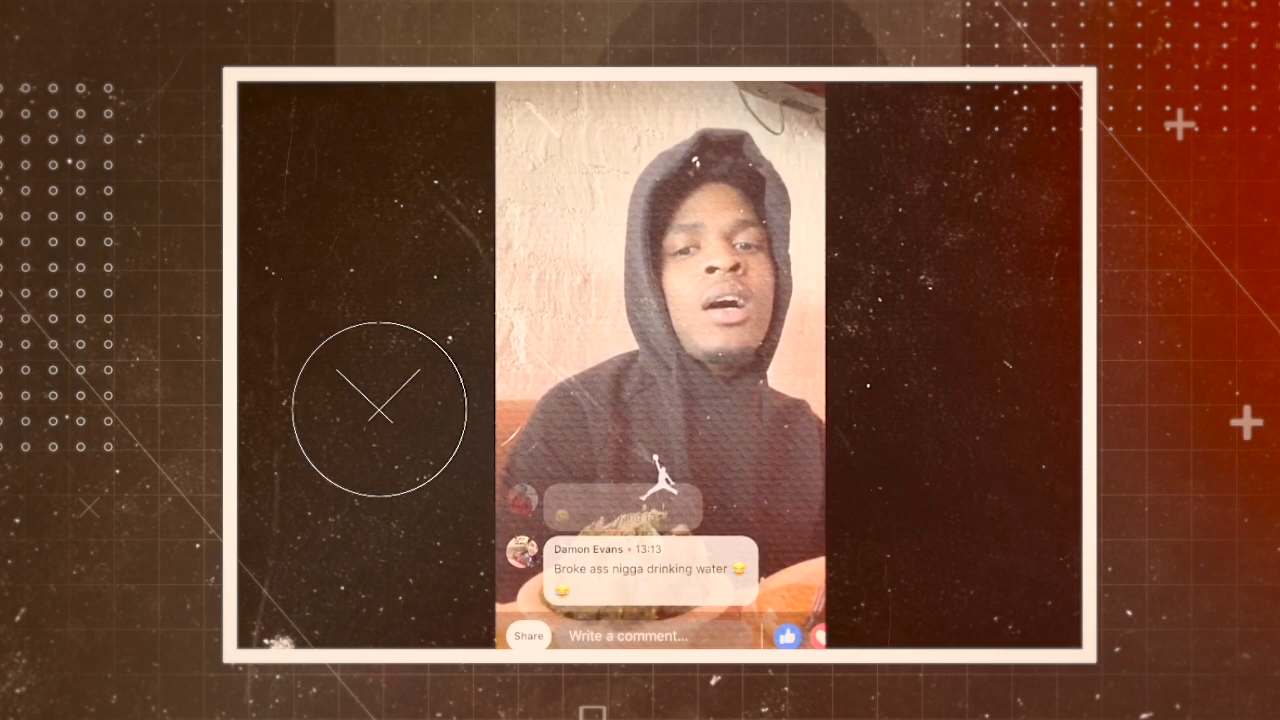 Damon Evans • 13:13
Broke ass nigga drinking water 😂
😂
Share
Write a comment...